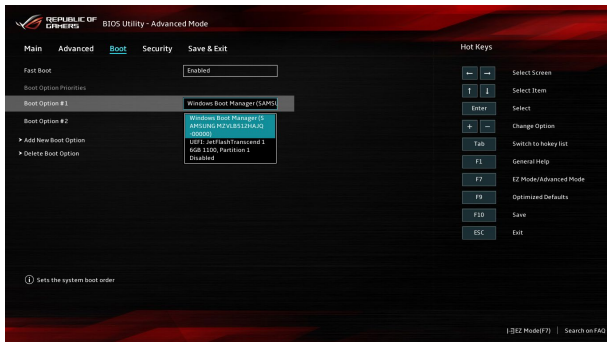 REPUBLIC OF
GAMERS
BIOS Utility - Advanced Mode
Main Advanced Boot Security Save & Exit
Hot Keys
Fast Boot Enabled
Boot Option Priorities
Boot Option #1 Windows Boot Manager (SAMSU
Boot Option #2
Windows Boot Manager (S
AMSUNG MZVLB512HAJQ
-00000)
UEFI: JetFlashTranscend 1
6GB 1100, Partition 1
Disabled
> Add New Boot Option
> Delete Boot Option
← → Select Screen
↑ ↓ Select Item
Enter Select
+ − Change Option
Tab Switch to hokey list
F1 General Help
F7 EZ Mode/Advanced Mode
F9 Optimized Defaults
F10 Save
ESC Exit
i Sets the system boot order
EZ Mode(F7) | Search on FAQ